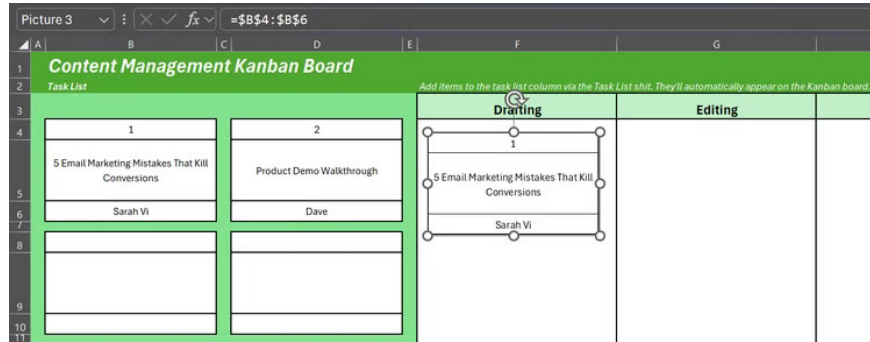 Picture 3
fx
=$B$4:$B$6
A B C D E F G
1 Content Management Kanban Board
2 Task List
Add items to the task list column via the Task List shit. They'll automatically appear on the Kanban board.
3 Drafting Editing
4 1 2
1
5 Email Marketing Mistakes That Kill
Conversions
Product Demo Walkthrough
5 Email Marketing Mistakes That Kill
Conversions
5
6 Sarah Vi Dave
Sarah Vi
7
8
9
10
11